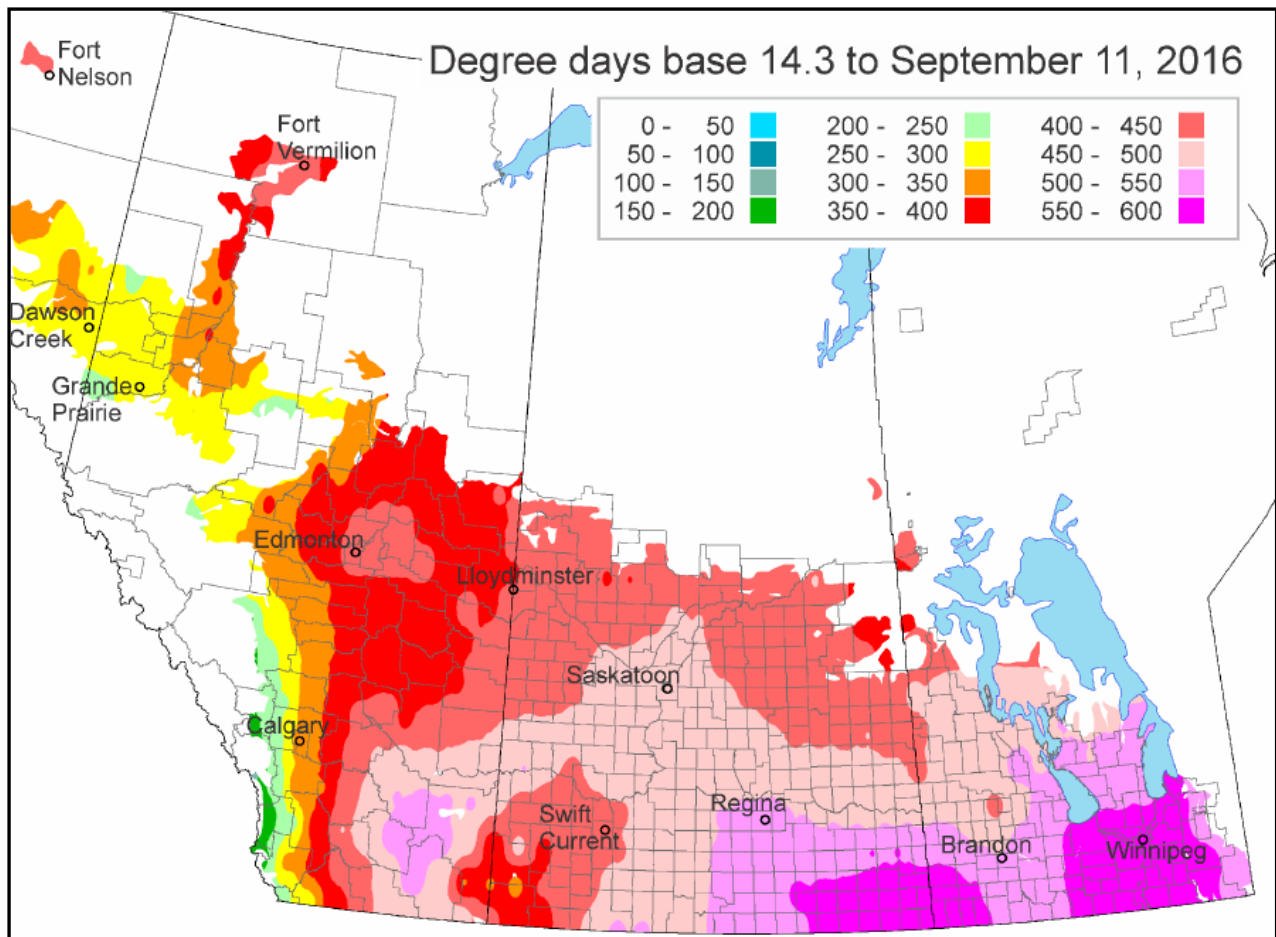 Degree days base 14.3 to September 11, 2016
0 - 50
50 - 100
100 - 150
150 - 200
200 - 250
250 - 300
300 - 350
350 - 400
400 - 450
450 - 500
500 - 550
550 - 600
Fort
Nelson
Fort
Vermilion
Dawson
Creek
Grande
Prairie
Edmonton
Lloydminster
Saskatoon
Calgary
Swift
Current
Regina
Brandon
Winnipeg